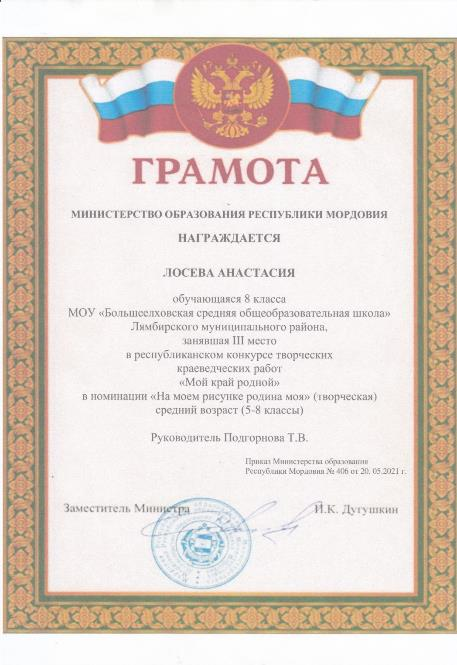 ГРАМОТА
МИНИСТЕРСТВО ОБРАЗОВАНИЯ РЕСПУБЛИКИ МОРДОВИЯ
НАГРАЖДАЕТСЯ
ЛОСЕВА АНАСТАСИЯ
обучающаяся 8 класса
МОУ «Большеелховская средняя общеобразовательная школа»
Лямбирского муниципального района,
занявшая III место
в республиканском конкурсе творческих
краеведческих работ
«Мой край родной»
в номинации «На моем рисунке родина моя» (творческая)
средний возраст (5-8 классы)
Руководитель Подгорнова Т.В.
Приказ Министерства образования
Республики Мордовия № 406 от 20. 05.2021 г.
Заместитель Министра И.К. Дугушкин